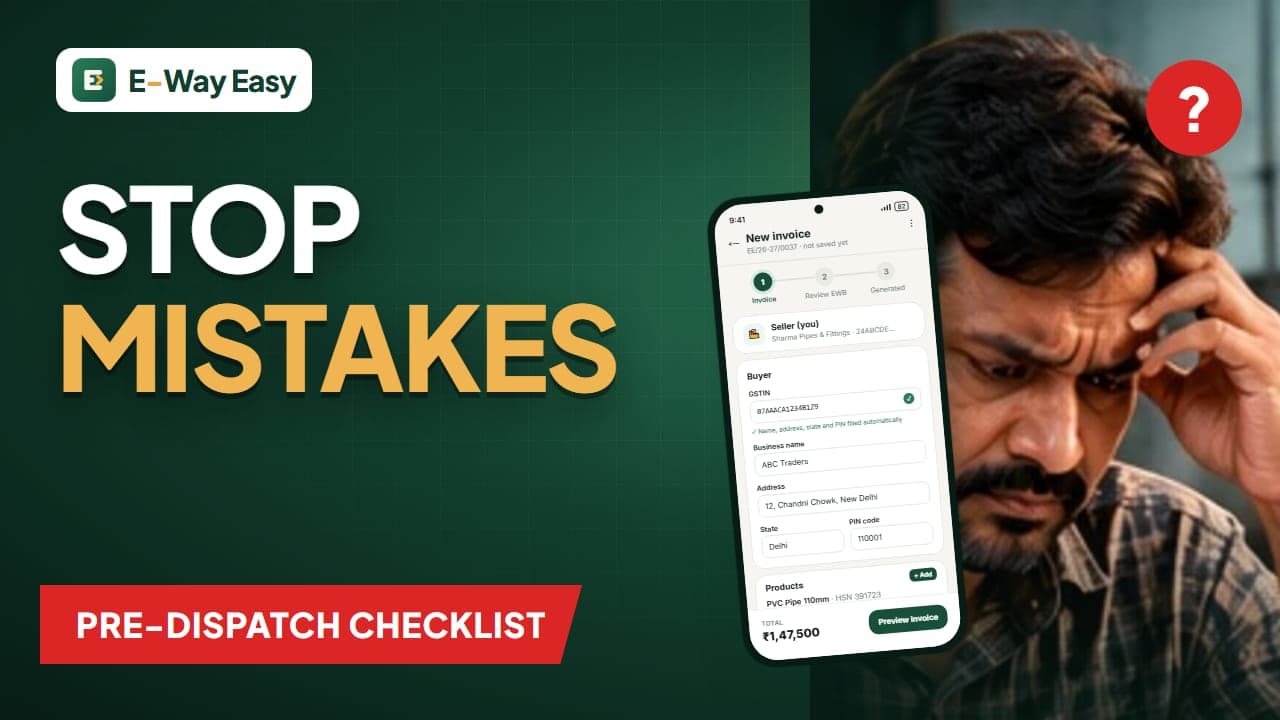 E-Way Easy
STOP
MISTAKES
PRE-DISPATCH CHECKLIST
?
9:41
82
← New invoice
EE/26-27/0037 · not saved yet
1 2 3
Invoice Review EWB Generated
Seller (you)
Sharma Pipes & Fittings · 24ABCDE...
Buyer
GSTIN
07AAACA1234B1Z9
✓ Name, address, state and PIN filled automatically
Business name
ABC Traders
Address
12, Chandni Chowk, New Delhi
State PIN code
Delhi 110001
Products + Add
PVC Pipe 110mm · HSN 391723
TOTAL
₹1,47,500
Preview Invoice